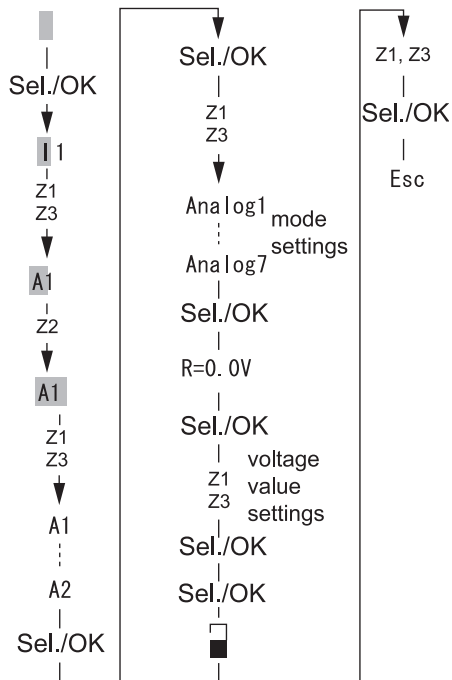 Sel./OK
I 1
Z1
Z3
A1
Z2
A1
Z1
Z3
A1
A2
Sel./OK
Sel./OK
Z1
Z3
Analog1
mode
settings
Analog7
Sel./OK
R=0.0V
Sel./OK
Z1
Z3
voltage
value
settings
Sel./OK
Sel./OK
Z1, Z3
Sel./OK
Esc